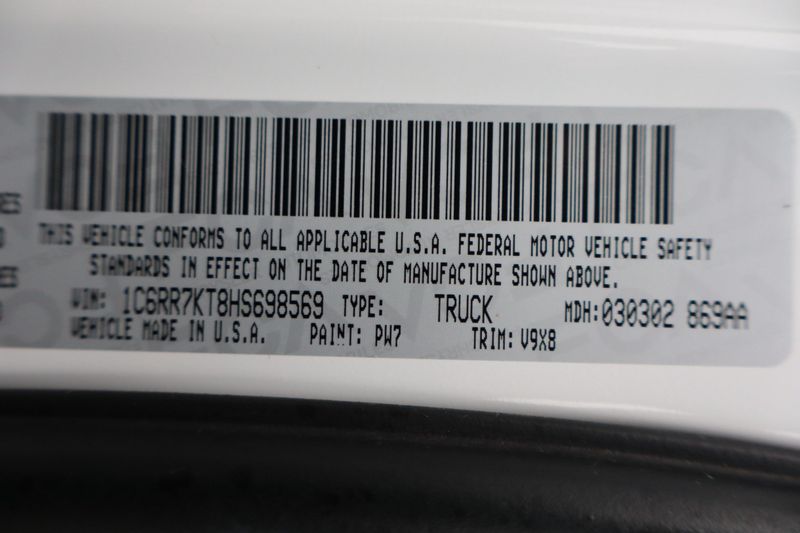 RES
THIS VEHICLE CONFORMS TO ALL APPLICABLE U.S.A. FEDERAL MOTOR VEHICLE SAFETY
STANDARDS IN EFFECT ON THE DATE OF MANUFACTURE SHOWN ABOVE.
VIN: 1C6RR7KT8HS698569 TYPE: TRUCK MDH:030302 869AA
VEHICLE MADE IN U.S.A. PAINT: PW7 TRIM: V9X8